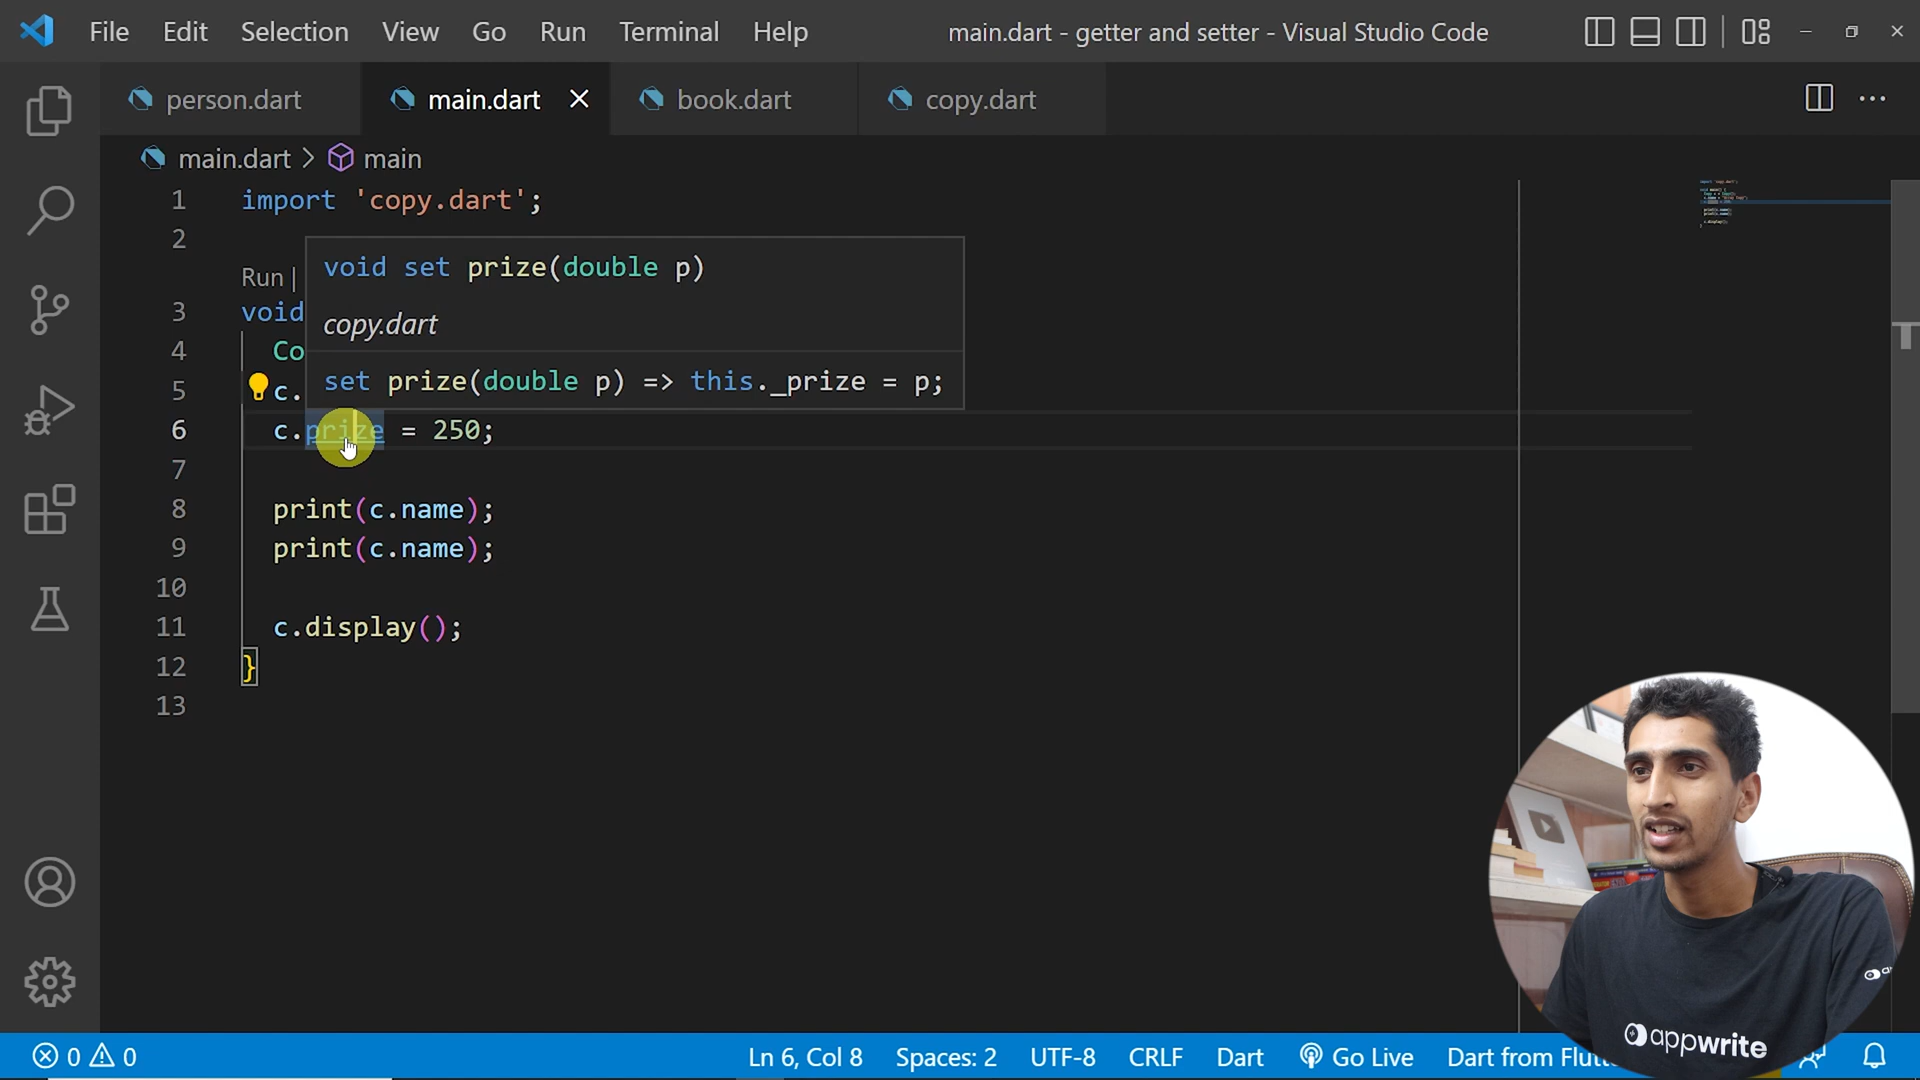 File Edit Selection View Go Run Terminal Help main.dart - getter and setter - Visual Studio Code
person.dart main.dart book.dart copy.dart
main.dart > main
1 import 'copy.dart';
2
Run |
void set prize(double p)
copy.dart
set prize(double p) => this._prize = p;
3 void
4 Co
5 c.
6 c.prize = 250;
7
8 print(c.name);
9 print(c.name);
10
11 c.display();
12 }
13
appwrite
0 0 Ln 6, Col 8 Spaces: 2 UTF-8 CRLF Dart Go Live Dart from